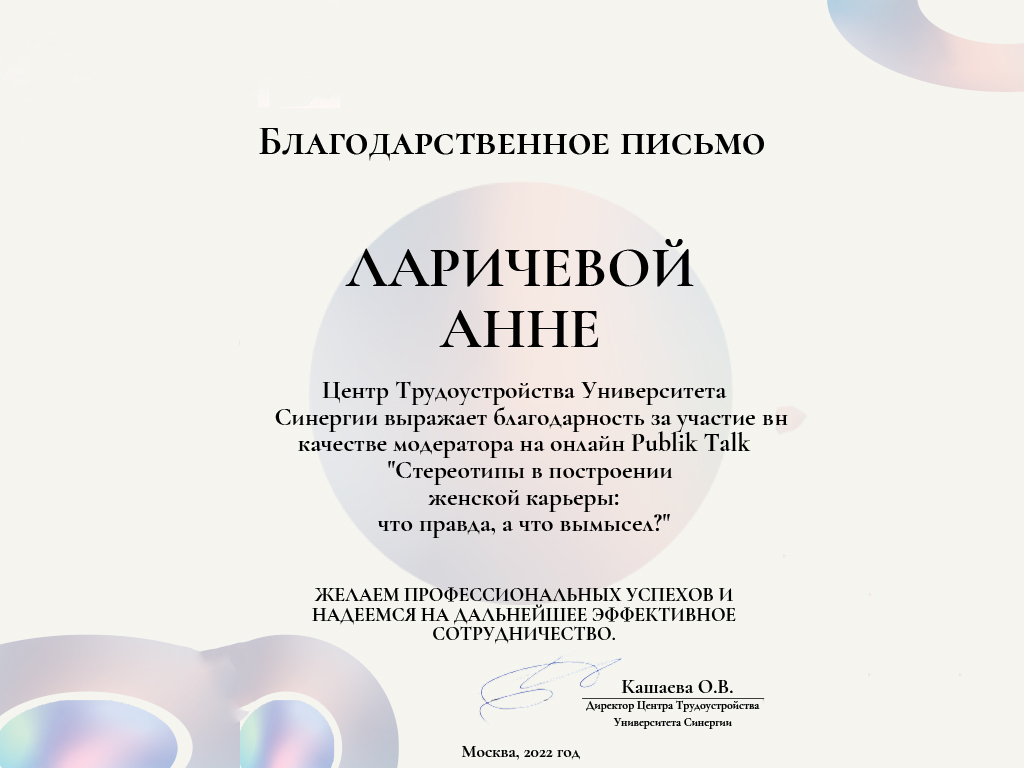 Благодарственное письмо
ЛАРИЧЕВОЙ
АННЕ
Центр Трудоустройства Университета
Синергии выражает благодарность за участие вн
качестве модератора на онлайн Publik Talk
"Стереотипы в построении
женской карьеры:
что правда, а что вымысел?"
ЖЕЛАЕМ ПРОФЕССИОНАЛЬНЫХ УСПЕХОВ И
НАДЕЕМСЯ НА ДАЛЬНЕЙШЕЕ ЭФФЕКТИВНОЕ
СОТРУДНИЧЕСТВО.
Кашаева О.В.
Директор Центра Трудоустройства
Университета Синергии
Москва, 2022 год